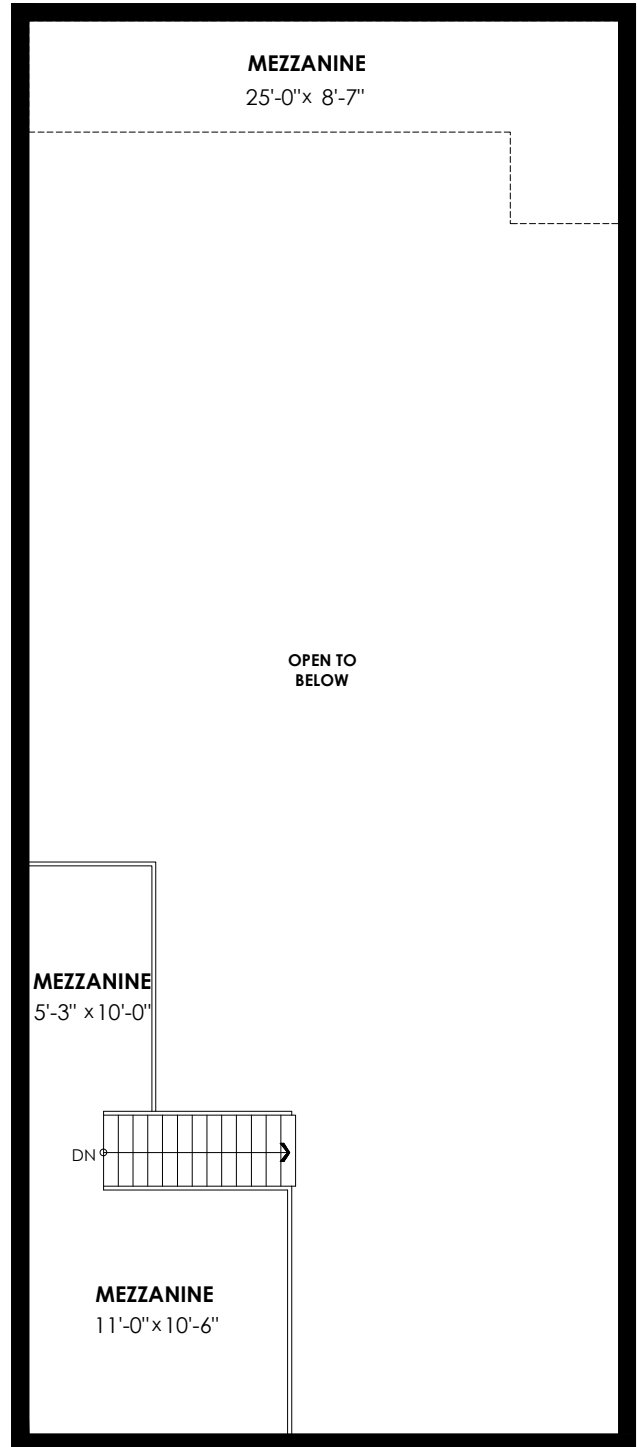 MEZZANINE
25'-0"x 8'-7"
OPEN TO
BELOW
MEZZANINE
5'-3" x 10'-0"
DN
MEZZANINE
11'-0"x 10'-6"